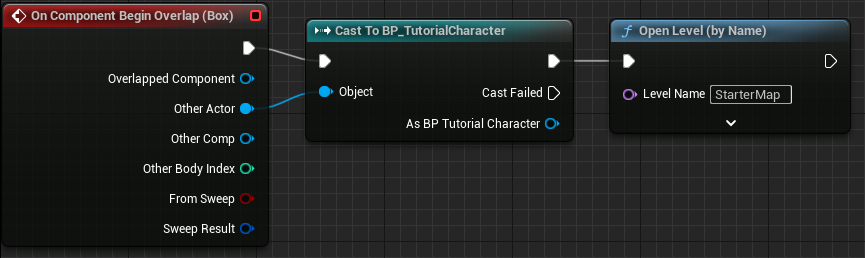 On Component Begin Overlap (Box)
Overlapped Component
Other Actor
Other Comp
Other Body Index
From Sweep
Sweep Result
Cast To BP_TutorialCharacter
Object
Cast Failed
As BP Tutorial Character
f Open Level (by Name)
Level Name StarterMap